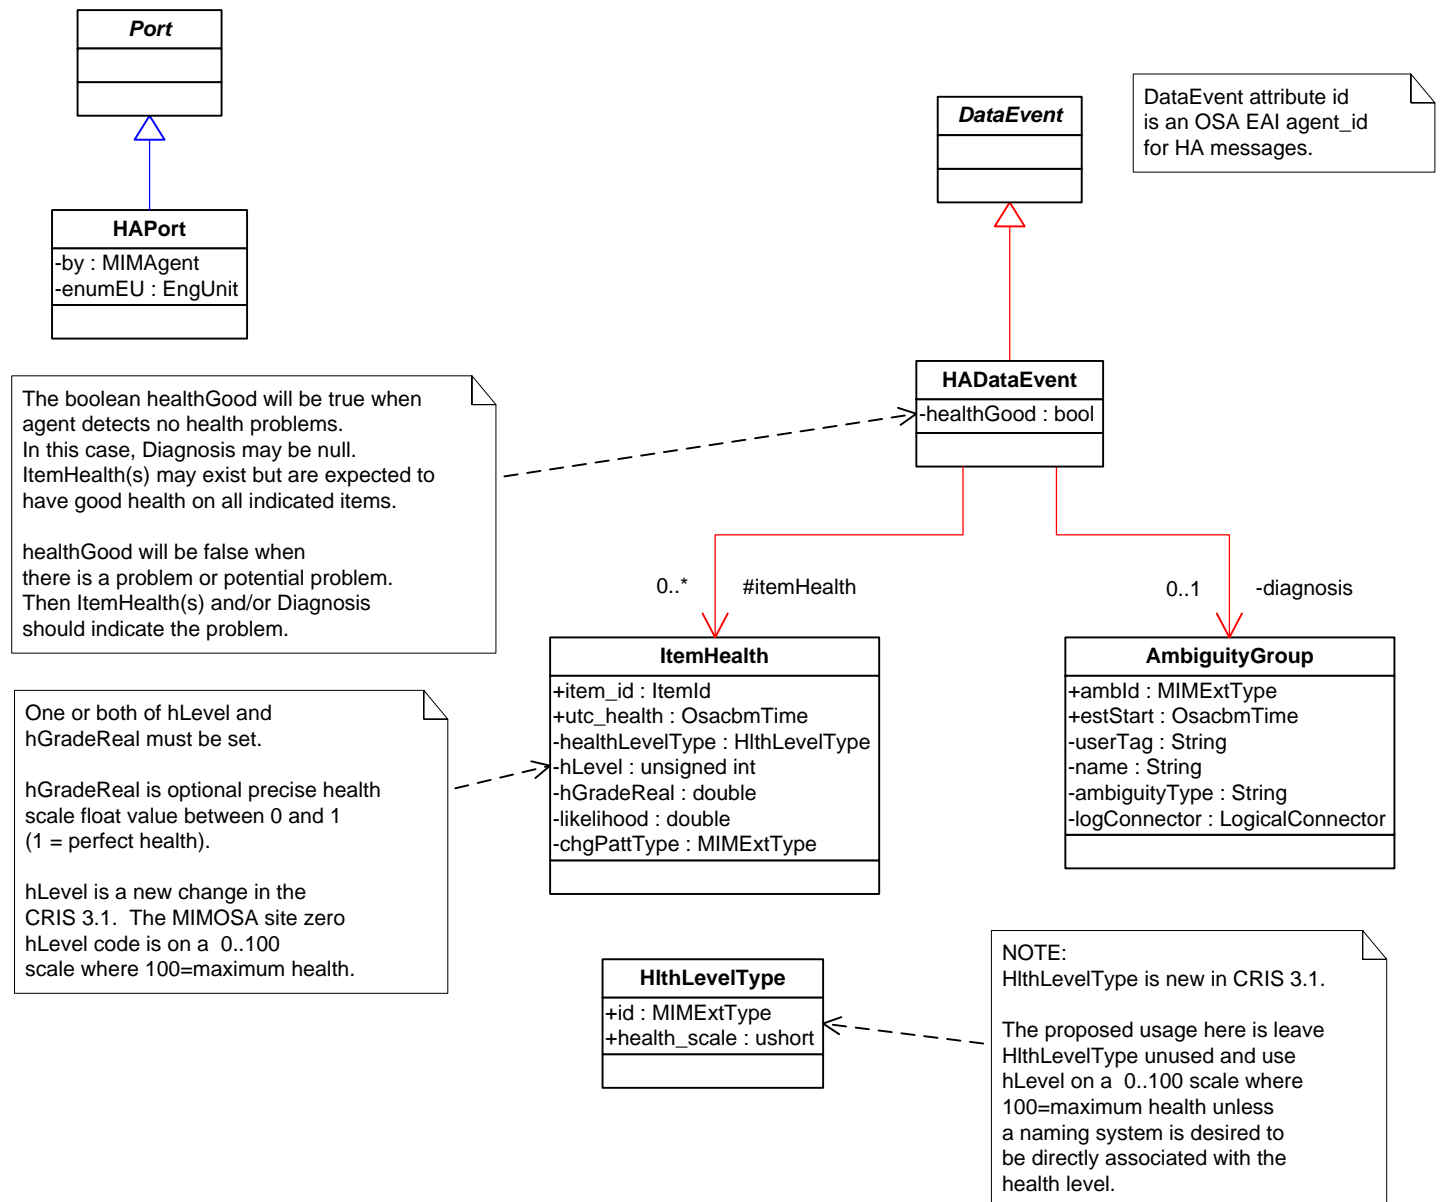 Port
DataEvent
DataEvent attribute id
is an OSA EAI agent_id
for HA messages.
HAPort
-by : MIMAgent
-enumEU : EngUnit
HADataEvent
-healthGood : bool
The boolean healthGood will be true when
agent detects no health problems.
In this case, Diagnosis may be null.
ItemHealth(s) may exist but are expected to
have good health on all indicated items.
healthGood will be false when
there is a problem or potential problem.
Then ItemHealth(s) and/or Diagnosis
should indicate the problem.
0..*
#itemHealth
0..1
-diagnosis
ItemHealth
+item_id : ItemId
+utc_health : OsacbmTime
-healthLevelType : HlthLevelType
-hLevel : unsigned int
-hGradeReal : double
-likelihood : double
-chgPattType : MIMExtType
AmbiguityGroup
+ambId : MIMExtType
+estStart : OsacbmTime
-userTag : String
-name : String
-ambiguityType : String
-logConnector : LogicalConnector
One or both of hLevel and
hGradeReal must be set.
hGradeReal is optional precise health
scale float value between 0 and 1
(1 = perfect health).
hLevel is a new change in the
CRIS 3.1.  The MIMOSA site zero
hLevel code is on a  0..100
scale where 100=maximum health.
HlthLevelType
+id : MIMExtType
+health_scale : ushort
NOTE:
HlthLevelType is new in CRIS 3.1.
The proposed usage here is leave
HlthLevelType unused and use
hLevel on a  0..100 scale where
100=maximum health unless
a naming system is desired to
be directly associated with the
health level.